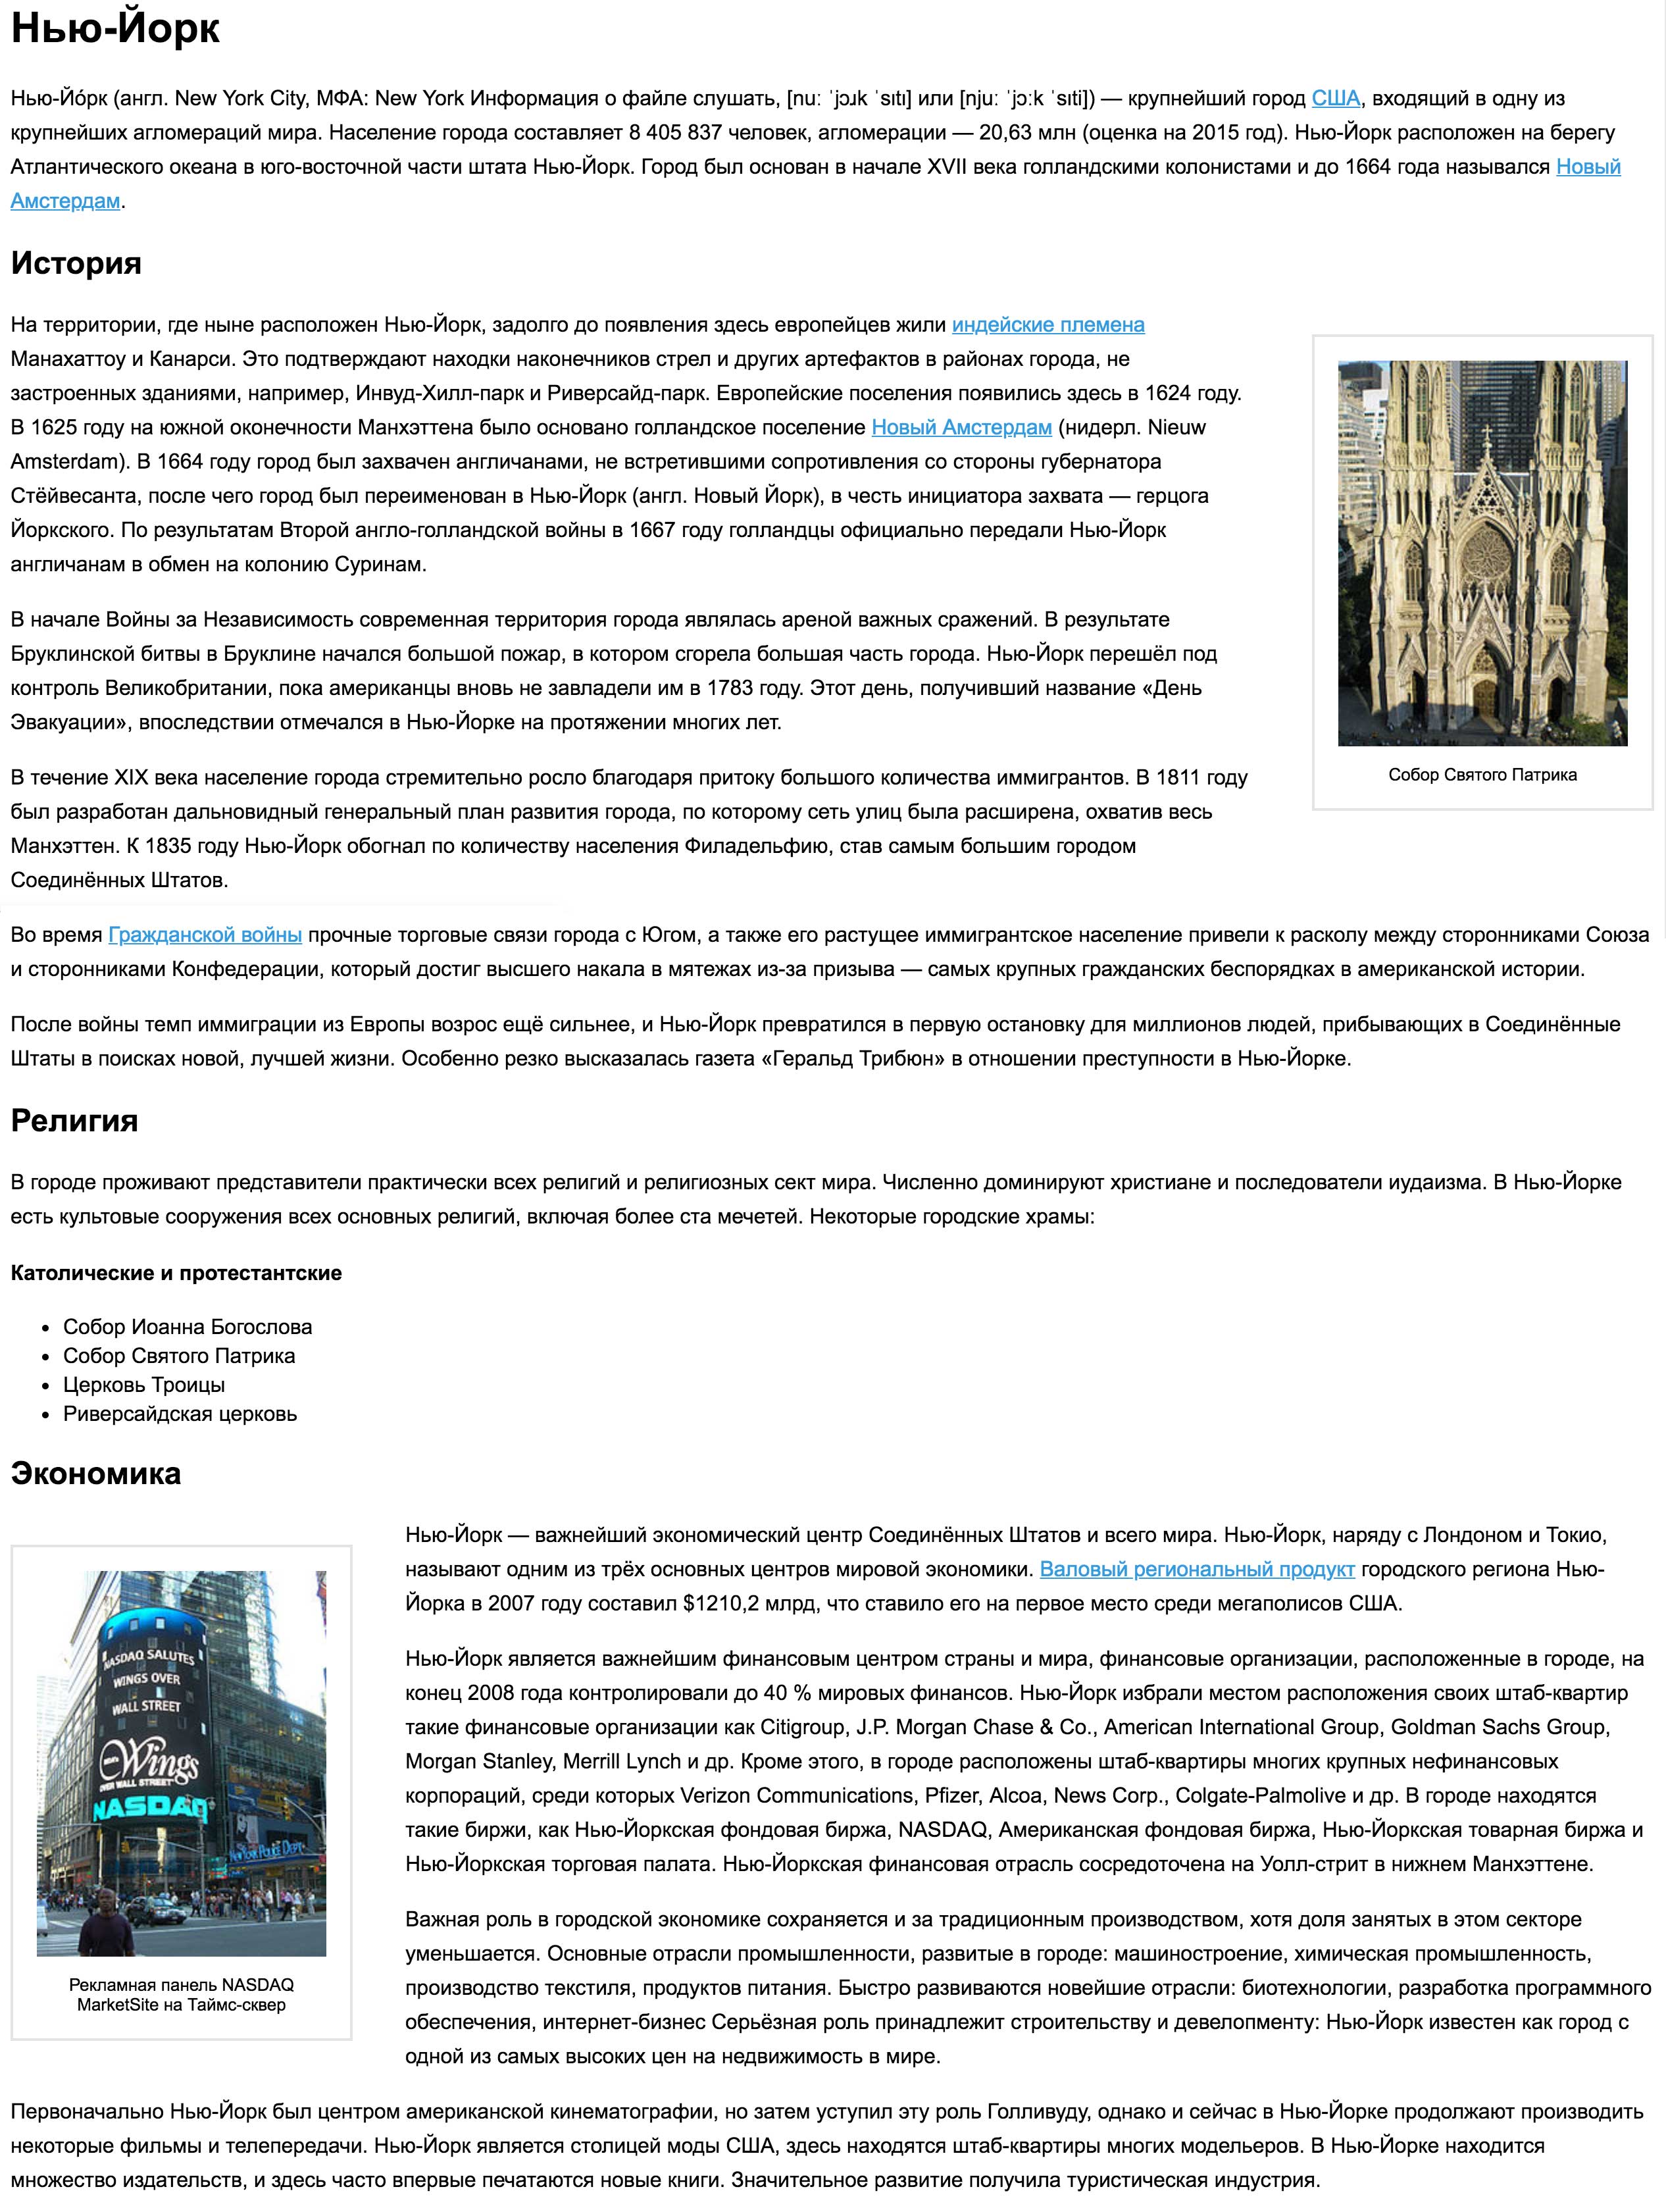 Нью-Йорк
Нью-Йо́рк (англ. New York City, МФА: New York Информация о файле слушать, [nuː ˈjɔɹk ˈsɪtɪ] или [njuː ˈjɔːk ˈsɪti]) — крупнейший город США, входящий в одну из
крупнейших агломераций мира. Население города составляет 8 405 837 человек, агломерации — 20,63 млн (оценка на 2015 год). Нью-Йорк расположен на берегу
Атлантического океана в юго-восточной части штата Нью-Йорк. Город был основан в начале XVII века голландскими колонистами и до 1664 года назывался Новый
Амстердам.
История
На территории, где ныне расположен Нью-Йорк, задолго до появления здесь европейцев жили индейские племена
Манахаттоу и Канарси. Это подтверждают находки наконечников стрел и других артефактов в районах города, не
застроенных зданиями, например, Инвуд-Хилл-парк и Риверсайд-парк. Европейские поселения появились здесь в 1624 году.
В 1625 году на южной оконечности Манхэттена было основано голландское поселение Новый Амстердам (нидерл. Nieuw
Amsterdam). В 1664 году город был захвачен англичанами, не встретившими сопротивления со стороны губернатора
Стёйвесанта, после чего город был переименован в Нью-Йорк (англ. Новый Йорк), в честь инициатора захвата — герцога
Йоркского. По результатам Второй англо-голландской войны в 1667 году голландцы официально передали Нью-Йорк
англичанам в обмен на колонию Суринам.
В начале Войны за Независимость современная территория города являлась ареной важных сражений. В результате
Бруклинской битвы в Бруклине начался большой пожар, в котором сгорела большая часть города. Нью-Йорк перешёл под
контроль Великобритании, пока американцы вновь не завладели им в 1783 году. Этот день, получивший название «День
Эвакуации», впоследствии отмечался в Нью-Йорке на протяжении многих лет.
В течение XIX века население города стремительно росло благодаря притоку большого количества иммигрантов. В 1811 году
был разработан дальновидный генеральный план развития города, по которому сеть улиц была расширена, охватив весь
Манхэттен. К 1835 году Нью-Йорк обогнал по количеству населения Филадельфию, став самым большим городом
Соединённых Штатов.
Собор Святого Патрика
Во время Гражданской войны прочные торговые связи города с Югом, а также его растущее иммигрантское население привели к расколу между сторонниками Союза
и сторонниками Конфедерации, который достиг высшего накала в мятежах из-за призыва — самых крупных гражданских беспорядках в американской истории.
После войны темп иммиграции из Европы возрос ещё сильнее, и Нью-Йорк превратился в первую остановку для миллионов людей, прибывающих в Соединённые
Штаты в поисках новой, лучшей жизни. Особенно резко высказалась газета «Геральд Трибюн» в отношении преступности в Нью-Йорке.
Религия
В городе проживают представители практически всех религий и религиозных сект мира. Численно доминируют христиане и последователи иудаизма. В Нью-Йорке
есть культовые сооружения всех основных религий, включая более ста мечетей. Некоторые городские храмы:
Католические и протестантские
• Собор Иоанна Богослова
• Собор Святого Патрика
• Церковь Троицы
• Риверсайдская церковь
Экономика
NASDAQ SALUTES
WINGS OVER
WALL STREET
Wings
OVER WALL STREET
NASDAQ
New York Police Dept.
Рекламная панель NASDAQ
MarketSite на Таймс-сквер
Нью-Йорк — важнейший экономический центр Соединённых Штатов и всего мира. Нью-Йорк, наряду с Лондоном и Токио,
называют одним из трёх основных центров мировой экономики. Валовый региональный продукт городского региона Нью-
Йорка в 2007 году составил $1210,2 млрд, что ставило его на первое место среди мегаполисов США.
Нью-Йорк является важнейшим финансовым центром страны и мира, финансовые организации, расположенные в городе, на
конец 2008 года контролировали до 40 % мировых финансов. Нью-Йорк избрали местом расположения своих штаб-квартир
такие финансовые организации как Citigroup, J.P. Morgan Chase & Co., American International Group, Goldman Sachs Group,
Morgan Stanley, Merrill Lynch и др. Кроме этого, в городе расположены штаб-квартиры многих крупных нефинансовых
корпораций, среди которых Verizon Communications, Pfizer, Alcoa, News Corp., Colgate-Palmolive и др. В городе находятся
такие биржи, как Нью-Йоркская фондовая биржа, NASDAQ, Американская фондовая биржа, Нью-Йоркская товарная биржа и
Нью-Йоркская торговая палата. Нью-Йоркская финансовая отрасль сосредоточена на Уолл-стрит в нижнем Манхэттене.
Важная роль в городской экономике сохраняется и за традиционным производством, хотя доля занятых в этом секторе
уменьшается. Основные отрасли промышленности, развитые в городе: машиностроение, химическая промышленность,
производство текстиля, продуктов питания. Быстро развиваются новейшие отрасли: биотехнологии, разработка программного
обеспечения, интернет-бизнес Серьёзная роль принадлежит строительству и девелопменту: Нью-Йорк известен как город с
одной из самых высоких цен на недвижимость в мире.
Первоначально Нью-Йорк был центром американской кинематографии, но затем уступил эту роль Голливуду, однако и сейчас в Нью-Йорке продолжают производить
некоторые фильмы и телепередачи. Нью-Йорк является столицей моды США, здесь находятся штаб-квартиры многих модельеров. В Нью-Йорке находится
множество издательств, и здесь часто впервые печатаются новые книги. Значительное развитие получила туристическая индустрия.